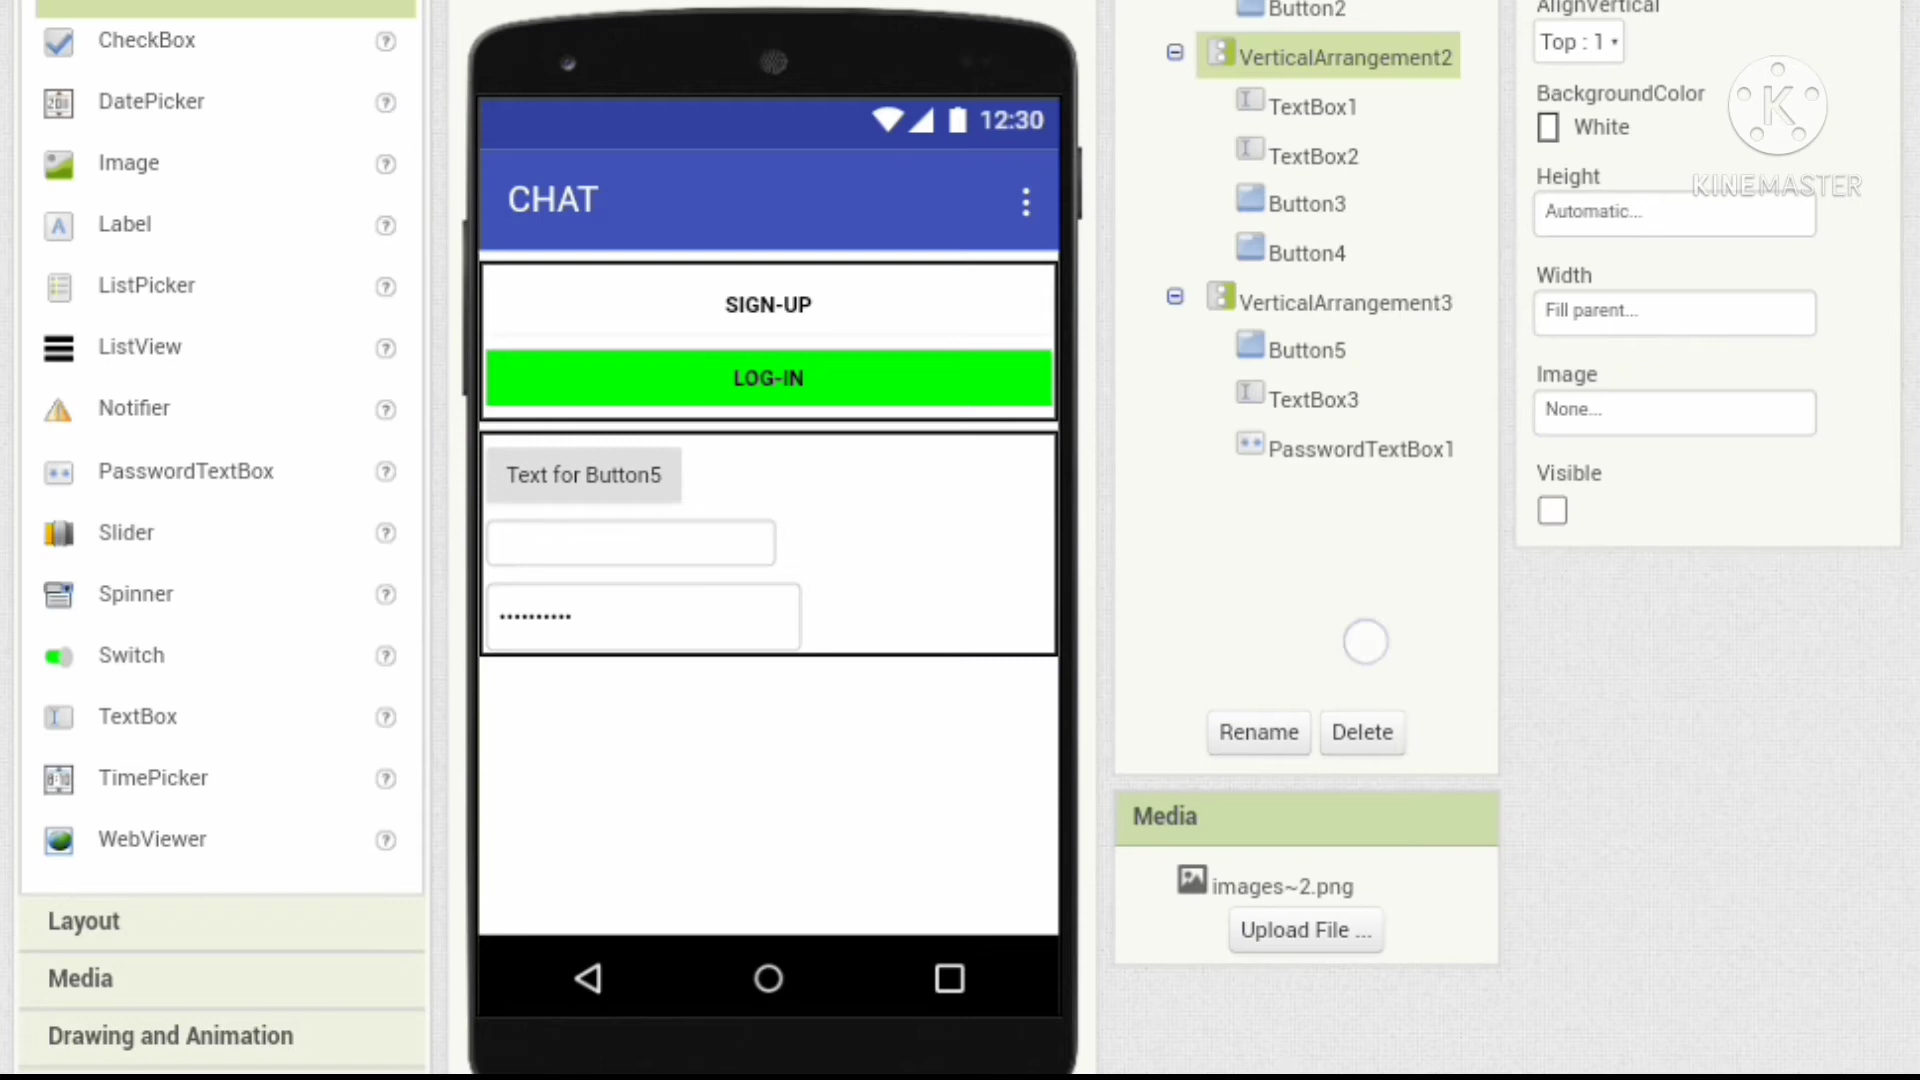 CheckBox
DatePicker
Image
Label
ListPicker
ListView
Notifier
PasswordTextBox
Slider
Spinner
Switch
TextBox
TimePicker
WebViewer
Layout
Media
Drawing and Animation
12:30
CHAT
SIGN-UP
LOG-IN
Text for Button5
Button2
VerticalArrangement2
TextBox1
TextBox2
Button3
Button4
VerticalArrangement3
Button5
TextBox3
PasswordTextBox1
Rename Delete
Media
images~2.png
Upload File ...
AlignVertical
Top : 1
BackgroundColor
White
Height
Automatic...
Width
Fill parent...
Image
None...
Visible
K
KINEMASTER